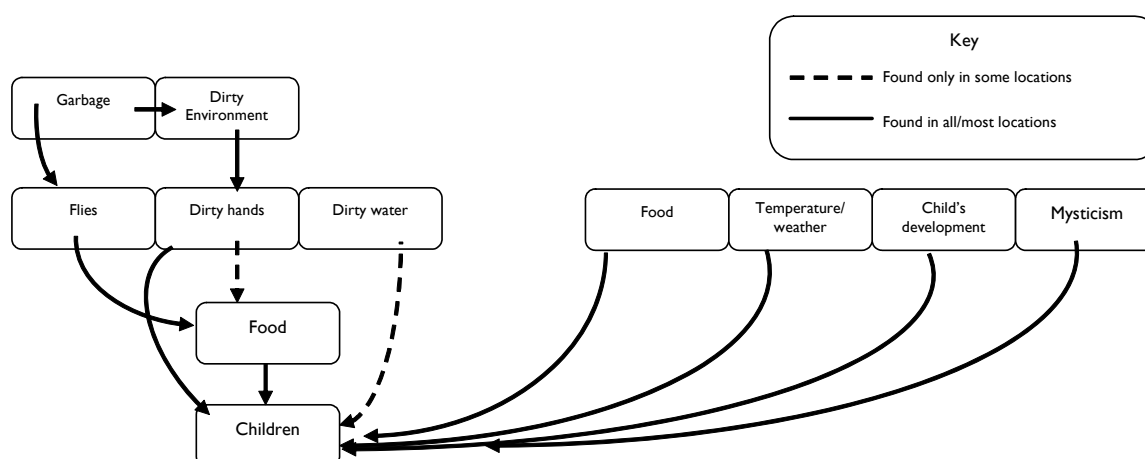 Key
Found only in some locations
Found in all/most locations
Garbage
Dirty
Environment
Flies
Dirty hands
Dirty water
Food
Temperature/
weather
Child's
development
Mysticism
Food
Children